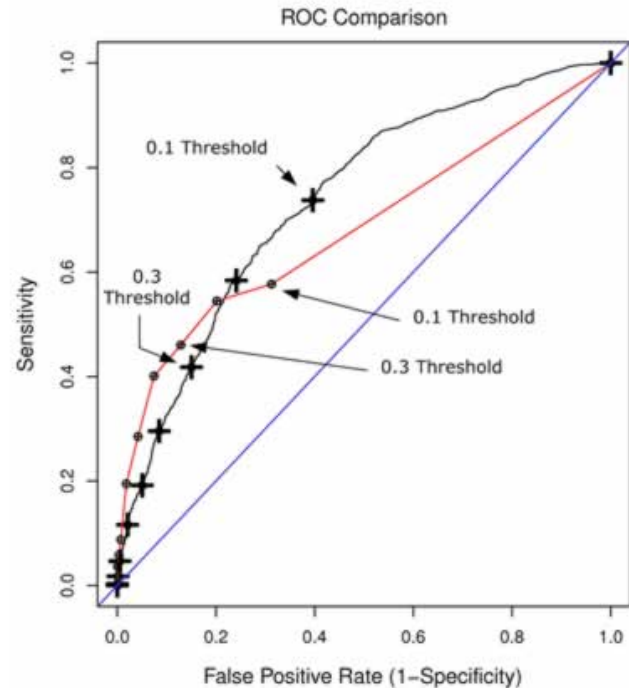 ROC Comparison
1.0
0.8
0.6
0.4
0.2
0.0
Sensitivity
0.1 Threshold
0.3
Threshold
0.1 Threshold
0.3 Threshold
0.0 0.2 0.4 0.6 0.8 1.0
False Positive Rate (1−Specificity)